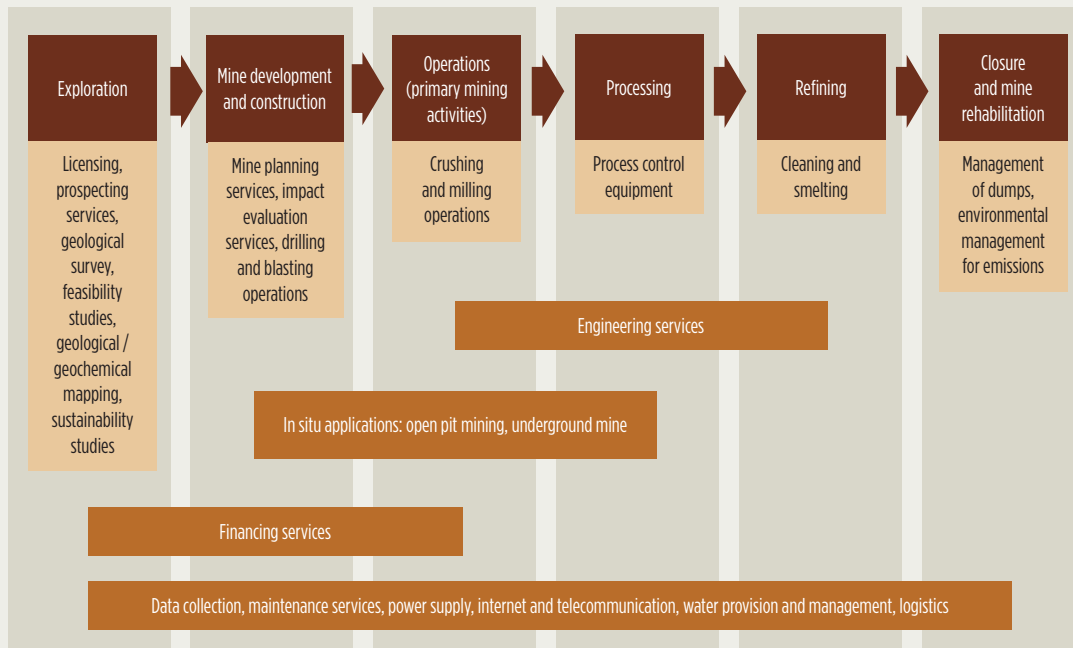 Exploration
Mine development
and construction
Operations
(primary mining
activities)
Processing
Refining
Closure
and mine
rehabilitation
Licensing,
prospecting
services,
geological
survey,
feasibility
studies,
geological /
geochemical
mapping,
sustainability
studies
Mine planning
services, impact
evaluation
services, drilling
and blasting
operations
Crushing
and milling
operations
Process control
equipment
Cleaning and
smelting
Management
of dumps,
environmental
management
for emissions
Engineering services
In situ applications: open pit mining, underground mine
Financing services
Data collection, maintenance services, power supply, internet and telecommunication, water provision and management, logistics